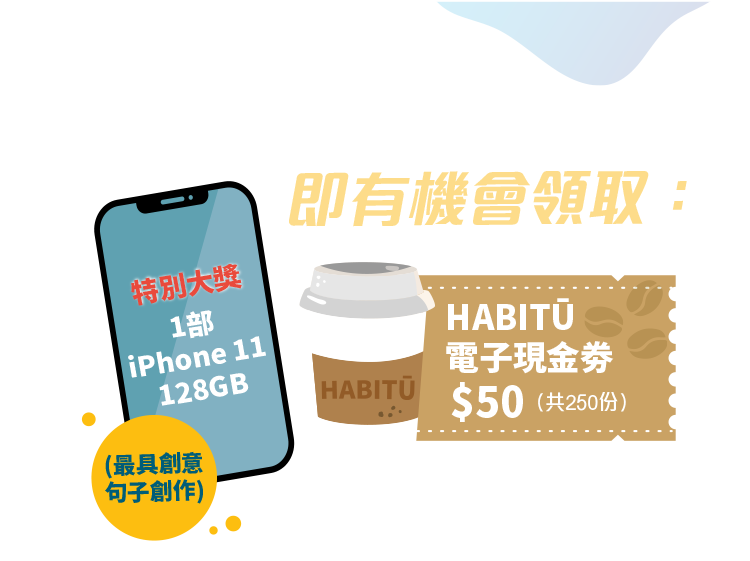 即有機會領取：
特別大獎
1部
iPhone 11
128GB
(最具創意
句子創作)
HABITŪ
HABITŪ
電子現金券
$50（共250份）